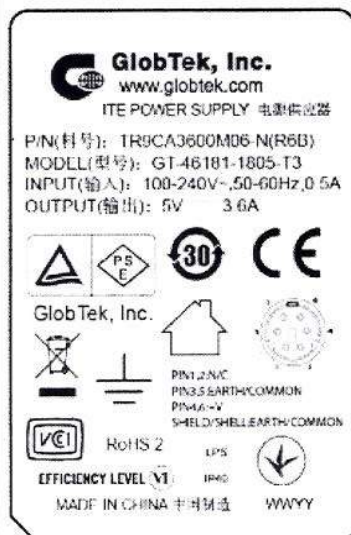 GlobTek, Inc.
www.globtek.com
ITE POWER SUPPLY 电源供应器
P/N(料号): TR9CA3600M06-N(R6B)
MODEL(型号): GT-46181-1805-T3
INPUT(输入): 100-240V~,50-60Hz,0.5A
OUTPUT(输出): 5V 3.6A
PS
E
30
CE
GlobTek, Inc.
PIN1,2:N/C
PIN3,5:EARTH/COMMON
PIN4,6:+V
SHIELD/SHELL:EARTH/COMMON
VCI
RoHS 2
LPS
EFFICIENCY LEVEL VI
IP40
MADE IN CHINA 中国制造
WWYY